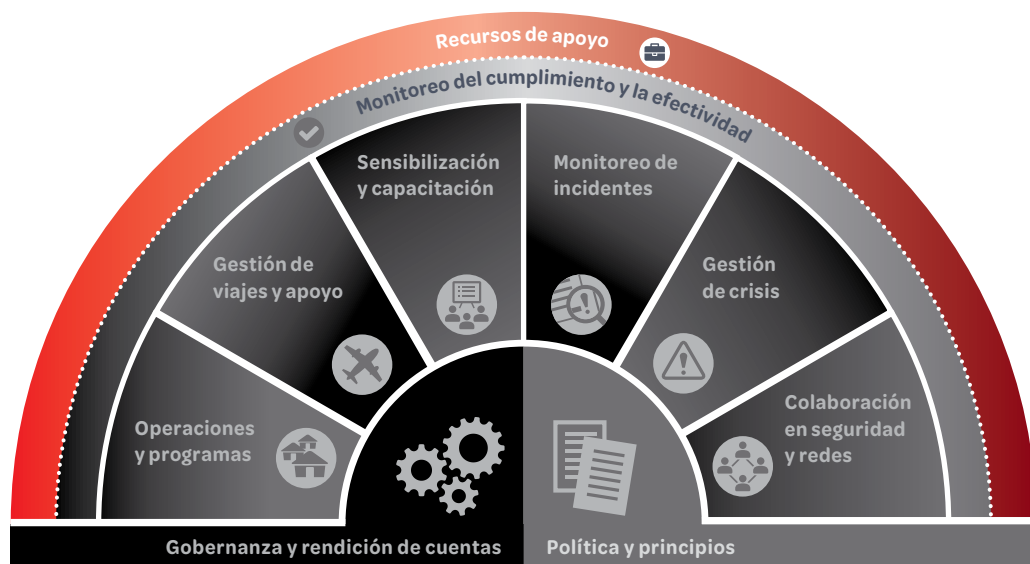 Recursos de apoyo
Monitoreo del cumplimiento y la efectividad
Sensibilización
y capacitación
Monitoreo de
incidentes
Gestión de
viajes y apoyo
Gestión
de crisis
Operaciones
y programas
Colaboración
en seguridad
y redes
Gobernanza y rendición de cuentas
Política y principios